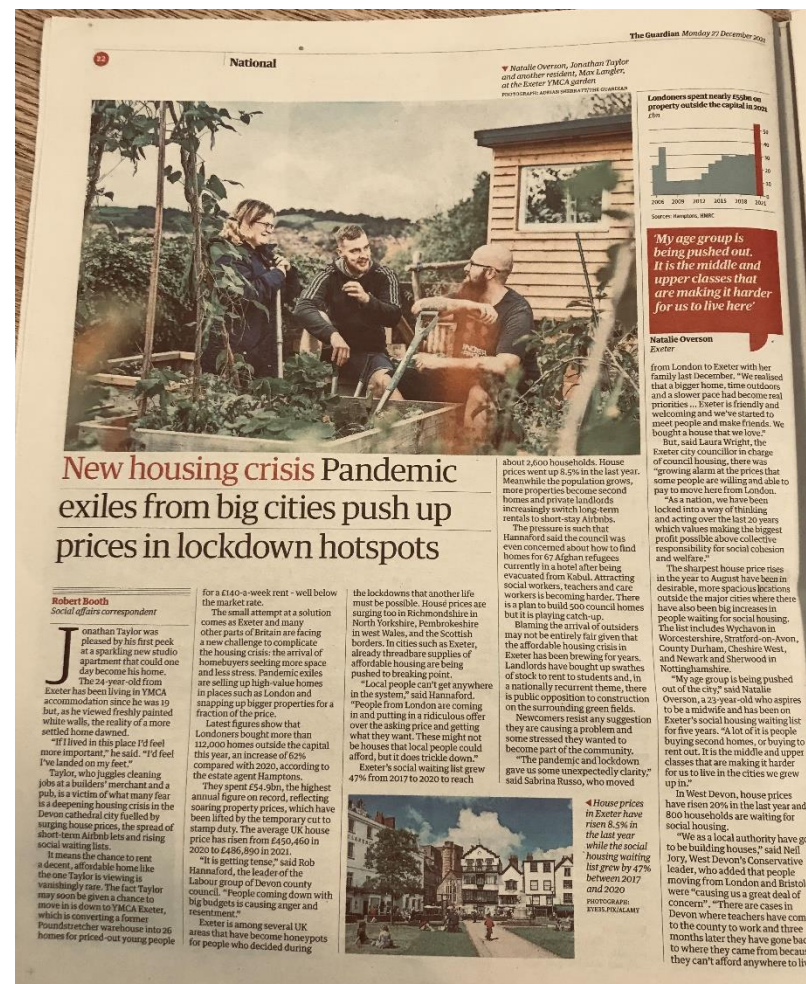 The Guardian Monday 27 December 2021
22
National
▼ Natalie Overson, Jonathan Taylor
and another resident, Max Langler,
at the Exeter YMCA garden
PHOTOGRAPH: ADRIAN SHERRATT/THE GUARDIAN
Londoners spent nearly £55bn on
property outside the capital in 2021
£bn
50
40
30
20
10
0
2006 2009 2012 2015 2018 2021
Sources: Hamptons, HMRC
'My age group is
being pushed out.
It is the middle and
upper classes that
are making it harder
for us to live here'
Natalie Overson
Exeter
New housing crisis Pandemic
exiles from big cities push up
prices in lockdown hotspots
Robert Booth
Social affairs correspondent
Jonathan Taylor was
pleased by his first peek
at a sparkling new studio
apartment that could one
day become his home.
The 24-year-old from
Exeter has been living in YMCA
accommodation since he was 19
but, as he viewed freshly painted
white walls, the reality of a more
settled home dawned.
"If I lived in this place I'd feel
more important," he said. "I'd feel
I've landed on my feet."
Taylor, who juggles cleaning
jobs at a builders' merchant and a
pub, is a victim of what many fear
is a deepening housing crisis in the
Devon cathedral city fuelled by
surging house prices, the spread of
short-term Airbnb lets and rising
social waiting lists.
It means the chance to rent
a decent, affordable home like
the one Taylor is viewing is
vanishingly rare. The fact Taylor
may soon be given a chance to
move in is down to YMCA Exeter,
which is converting a former
Poundstretcher warehouse into 26
homes for priced-out young people
for a £140-a-week rent - well below
the market rate.
The small attempt at a solution
comes as Exeter and many
other parts of Britain are facing
a new challenge to complicate
the housing crisis: the arrival of
homebuyers seeking more space
and less stress. Pandemic exiles
are selling up high-value homes
in places such as London and
snapping up bigger properties for a
fraction of the price.
Latest figures show that
Londoners bought more than
112,000 homes outside the capital
this year, an increase of 62%
compared with 2020, according to
the estate agent Hamptons.
They spent £54.9bn, the highest
annual figure on record, reflecting
soaring property prices, which have
been lifted by the temporary cut to
stamp duty. The average UK house
price has risen from £450,460 in
2020 to £486,890 in 2021.
"It is getting tense," said Rob
Hannaford, the leader of the
Labour group of Devon county
council. "People coming down with
big budgets is causing anger and
resentment."
Exeter is among several UK
areas that have become honeypots
for people who decided during
the lockdowns that another life
must be possible. House prices are
surging too in Richmondshire in
North Yorkshire, Pembrokeshire
in west Wales, and the Scottish
borders. In cities such as Exeter,
already threadbare supplies of
affordable housing are being
pushed to breaking point.
"Local people can't get anywhere
in the system," said Hannaford.
"People from London are coming
in and putting in a ridiculous offer
over the asking price and getting
what they want. These might not
be houses that local people could
afford, but it does trickle down."
Exeter's social waiting list grew
47% from 2017 to 2020 to reach
about 2,600 households. House
prices went up 8.5% in the last year.
Meanwhile the population grows,
more properties become second
homes and private landlords
increasingly switch long-term
rentals to short-stay Airbnbs.
The pressure is such that
Hannaford said the council was
even concerned about how to find
homes for 67 Afghan refugees
currently in a hotel after being
evacuated from Kabul. Attracting
social workers, teachers and care
workers is becoming harder. There
is a plan to build 500 council homes
but it is playing catch-up.
Blaming the arrival of outsiders
may not be entirely fair given that
the affordable housing crisis in
Exeter has been brewing for years.
Landlords have bought up swathes
of stock to rent to students and, in
a nationally recurrent theme, there
is public opposition to construction
on the surrounding green fields.
Newcomers resist any suggestion
they are causing a problem and
some stressed they wanted to
become part of the community.
"The pandemic and lockdown
gave us some unexpectedly clarity,"
said Sabrina Russo, who moved
◀ House prices
in Exeter have
risen 8.5% in
the last year
while the social
housing waiting
list grew by 47%
between 2017
and 2020
PHOTOGRAPH:
EYE35.PIX/ALAMY
from London to Exeter with her
family last December. "We realised
that a bigger home, time outdoors
and a slower pace had become real
priorities ... Exeter is friendly and
welcoming and we've started to
meet people and make friends. We
bought a house that we love."
But, said Laura Wright, the
Exeter city councillor in charge
of council housing, there was
"growing alarm at the prices that
some people are willing and able to
pay to move here from London.
"As a nation, we have been
locked into a way of thinking
and acting over the last 20 years
which values making the biggest
profit possible above collective
responsibility for social cohesion
and welfare."
The sharpest house price rises
in the year to August have been in
desirable, more spacious locations
outside the major cities where there
have also been big increases in
people waiting for social housing.
The list includes Wychavon in
Worcestershire, Stratford-on-Avon,
County Durham, Cheshire West,
and Newark and Sherwood in
Nottinghamshire.
"My age group is being pushed
out of the city," said Natalie
Overson, a 23-year-old who aspires
to be a midwife and has been on
Exeter's social housing waiting list
for five years. "A lot of it is people
buying second homes, or buying to
rent out. It is the middle and upper
classes that are making it harder
for us to live in the cities we grew
up in."
In West Devon, house prices
have risen 20% in the last year and
800 households are waiting for
social housing.
"We as a local authority have go
to be building houses," said Neil
Jory, West Devon's Conservative
leader, who added that people
moving from London and Bristol
were "causing us a great deal of
concern". "There are cases in
Devon where teachers have com
to the county to work and three
months later they have gone bac
to where they came from becau
they can't afford anywhere to liv